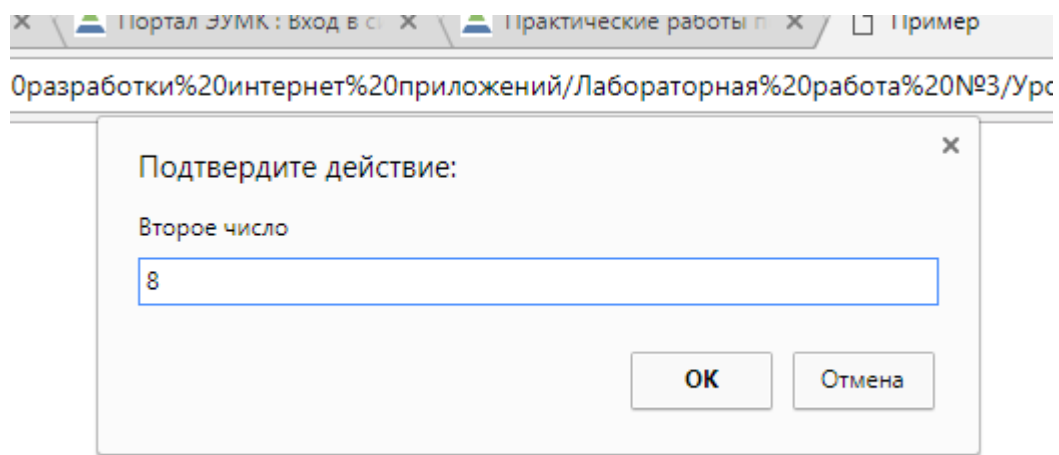 Портал ЭУМК : Вход в Практические работы Пример
0разработки%20интернет%20приложений/Лабораторная%20работа%20№3/Уро
Подтвердите действие:
Второе число
8
OK Отмена